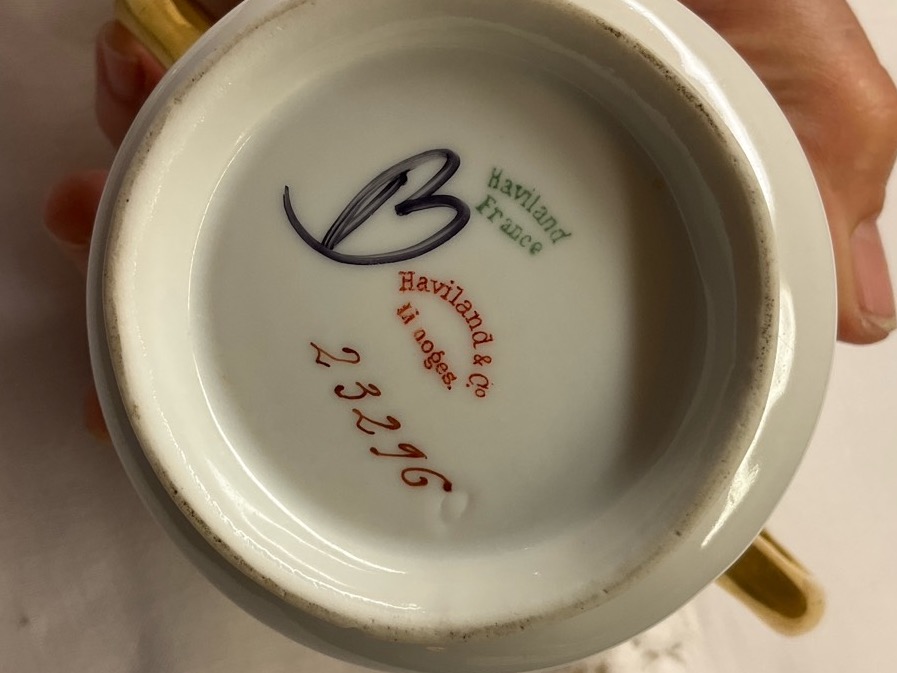 B
Haviland
France
Haviland & Co
Limoges.
23296